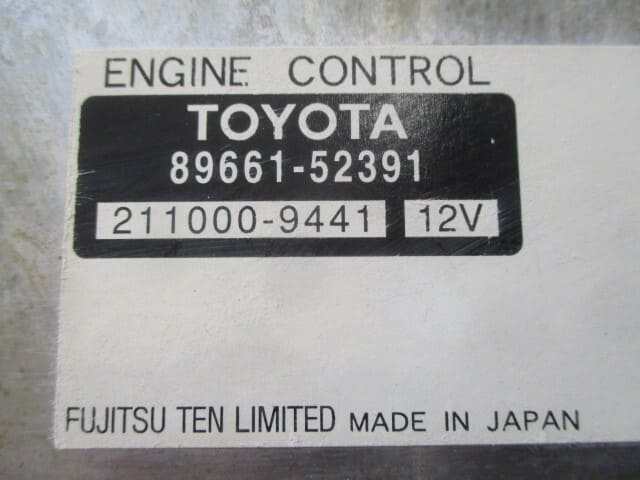 ENGINE CONTROL
TOYOTA
89661-52391
211000-9441 12V
FUJITSU TEN LIMITED MADE IN JAPAN